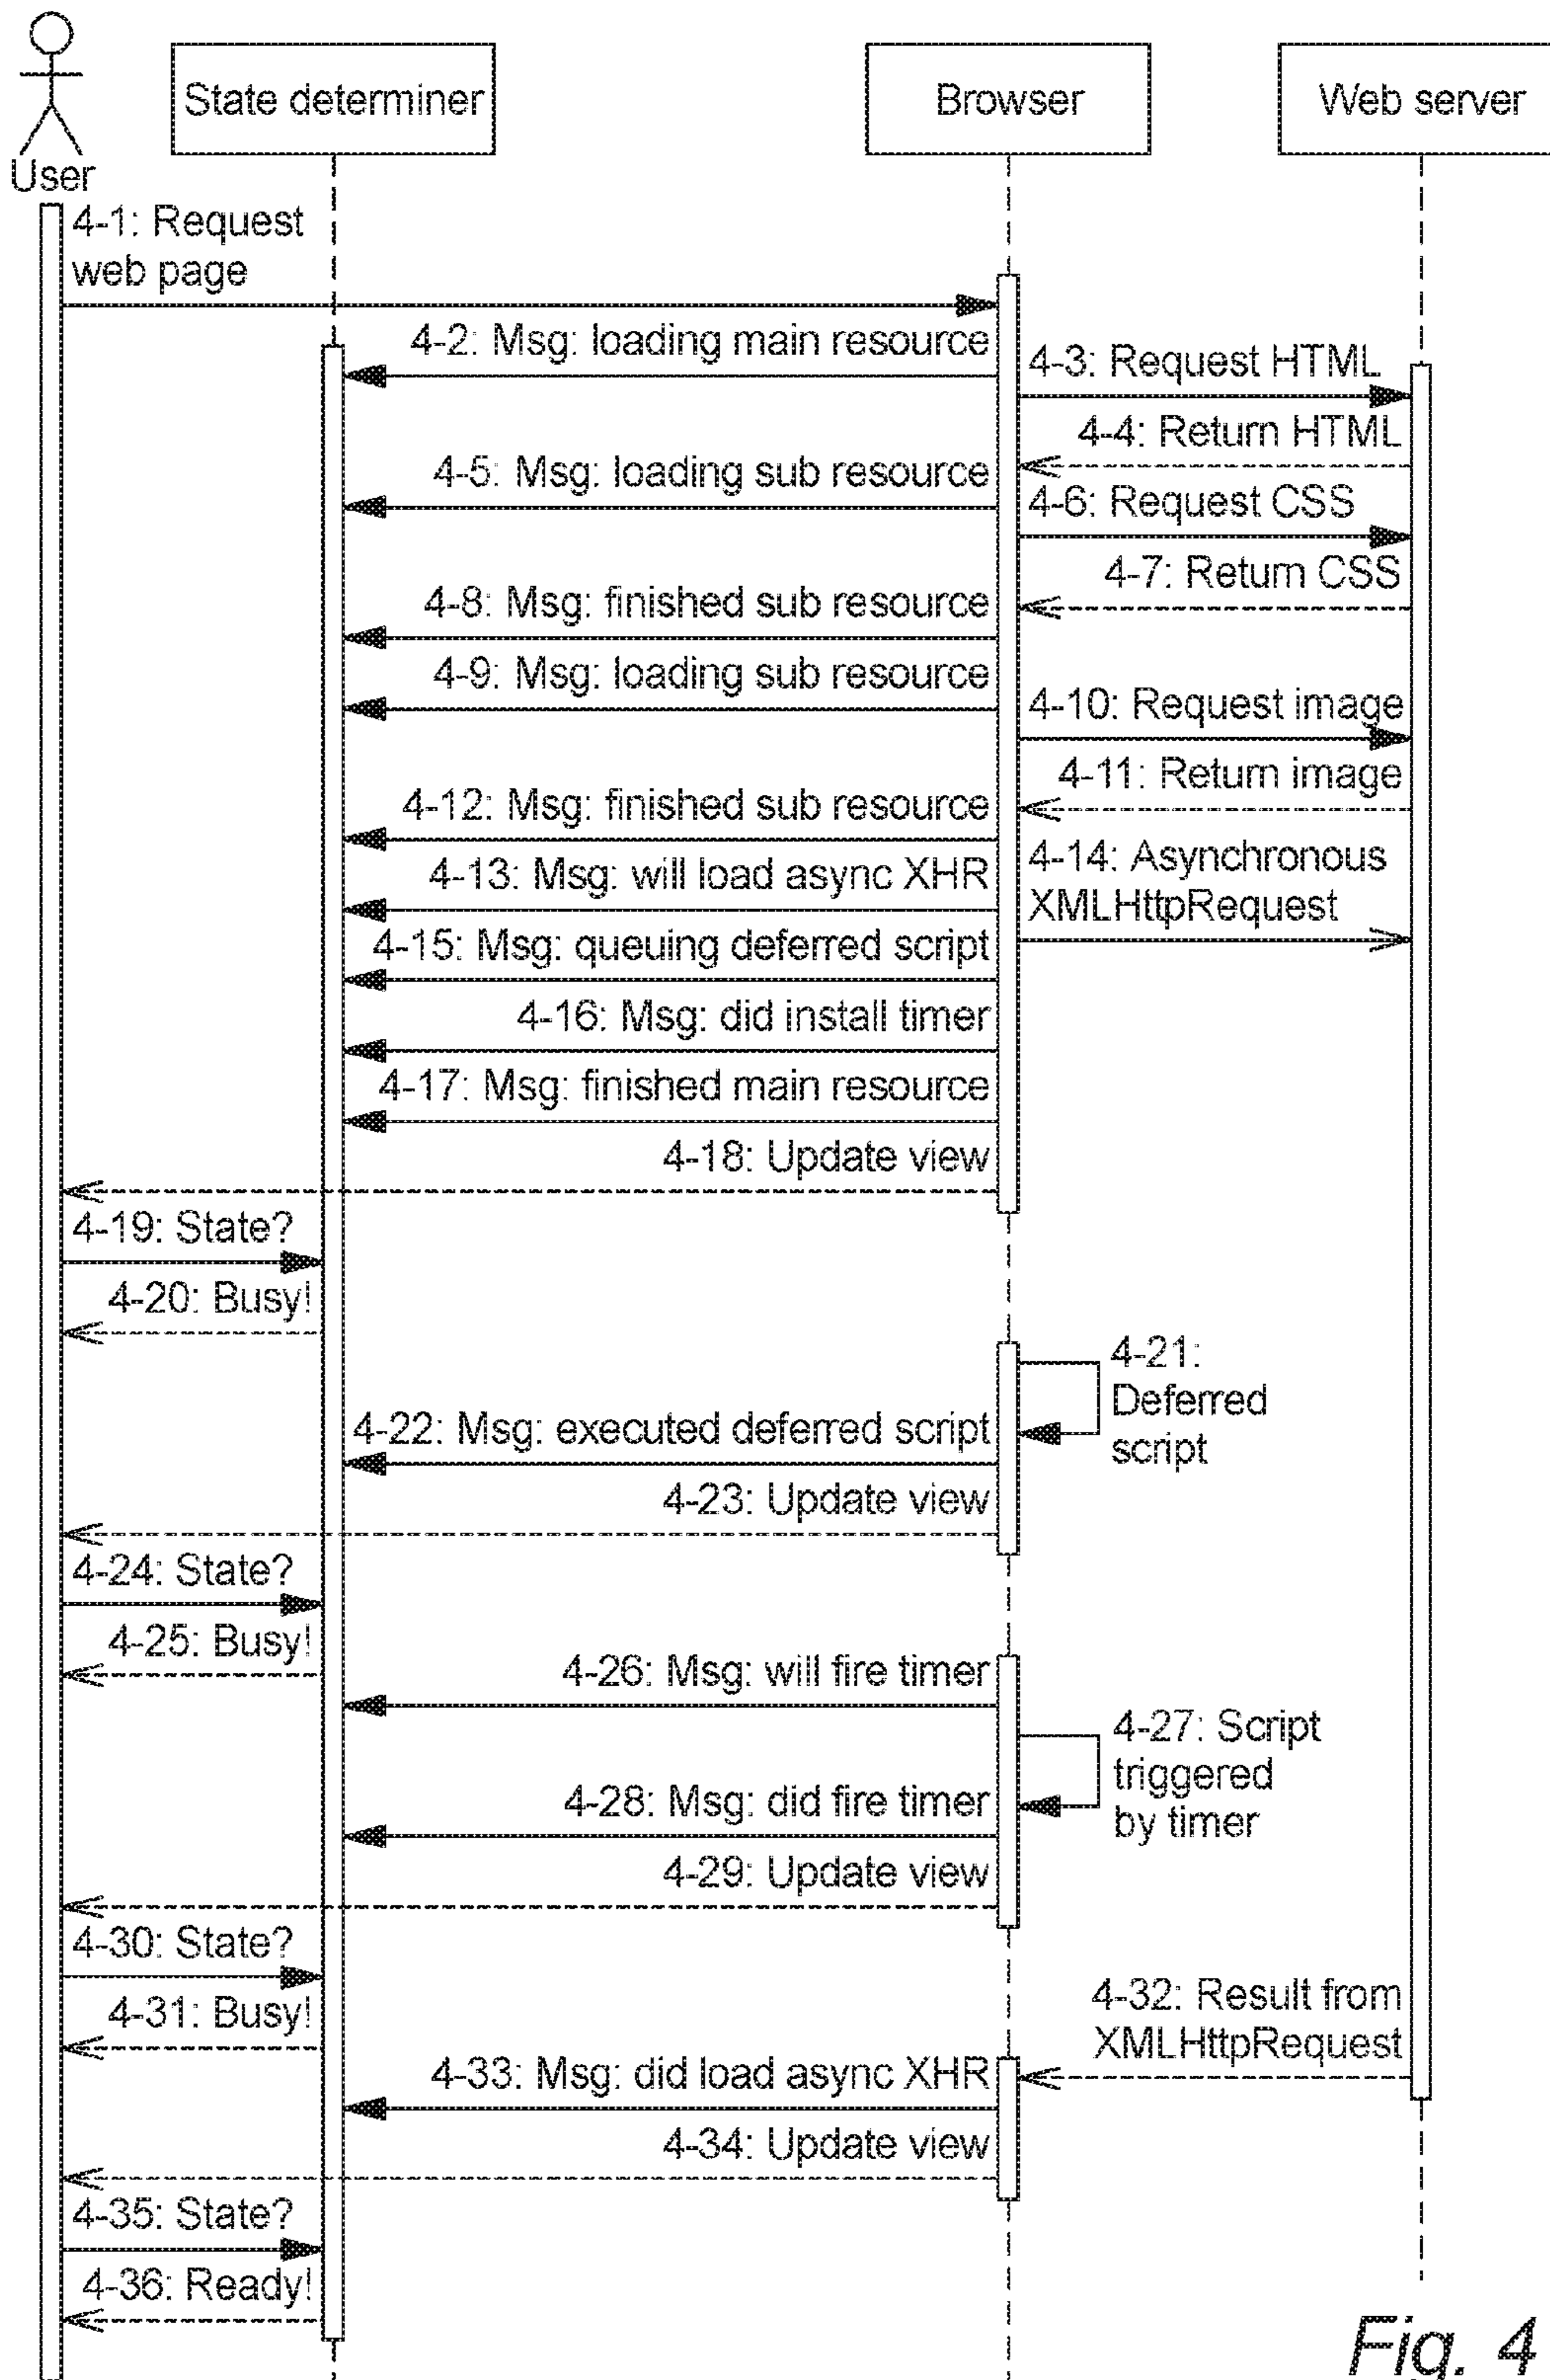 State determiner
Browser
Web server
User
4-1: Request
web page
4-2: Msg: loading main resource
4-3: Request HTML
4-4: Return HTML
4-5: Msg: loading sub resource
4-6: Request CSS
4-7: Return CSS
4-8: Msg: finished sub resource
4-9: Msg: loading sub resource
4-10: Request image
4-11: Return image
4-12: Msg: finished sub resource
4-13: Msg: will load async XHR
4-14: Asynchronous
XMLHttpRequest
4-15: Msg: queuing deferred script
4-16: Msg: did install timer
4-17: Msg: finished main resource
4-18: Update view
4-19: State?
4-20: Busy!
4-21:
Deferred
script
4-22: Msg: executed deferred script
4-23: Update view
4-24: State?
4-25: Busy!
4-26: Msg: will fire timer
4-27: Script
triggered
by timer
4-28: Msg: did fire timer
4-29: Update view
4-30: State?
4-31: Busy!
4-32: Result from
XMLHttpRequest
4-33: Msg: did load async XHR
4-34: Update view
4-35: State?
4-36: Ready!
Fig. 4